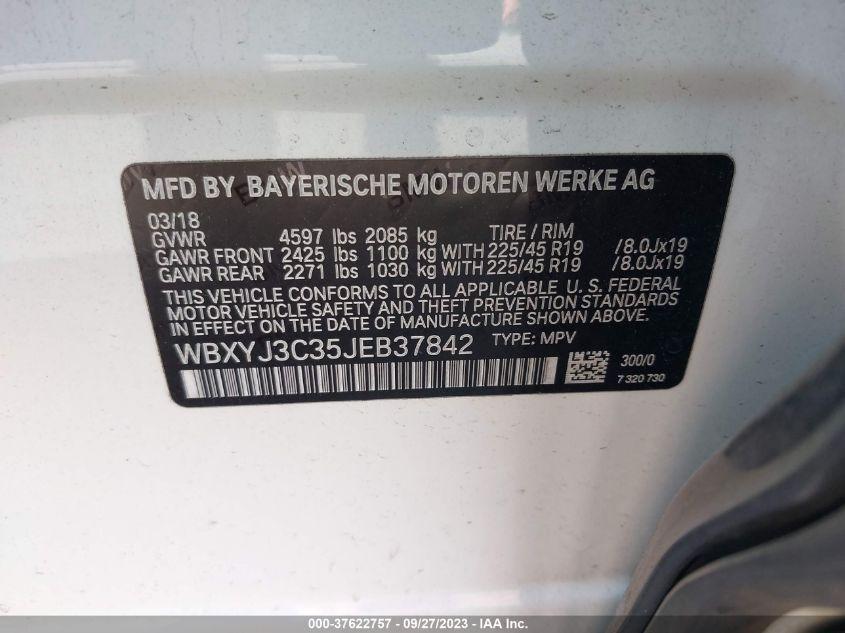 MFD BY BAYERISCHE MOTOREN WERKE AG
03/18
GVWR 4597 lbs 2085 kg TIRE / RIM
GAWR FRONT 2425 lbs 1100 kg WITH 225/45 R19 /8.0Jx19
GAWR REAR 2271 lbs 1030 kg WITH 225/45 R19 /8.0Jx19
THIS VEHICLE CONFORMS TO ALL APPLICABLE U. S. FEDERAL
MOTOR VEHICLE SAFETY AND THEFT PREVENTION STANDARDS
IN EFFECT ON THE DATE OF MANUFACTURE SHOWN ABOVE.
WBXYJ3C35JEB37842 TYPE: MPV
300/0
7 320 730
000-37622757 - 09/27/2023 - IAA Inc.